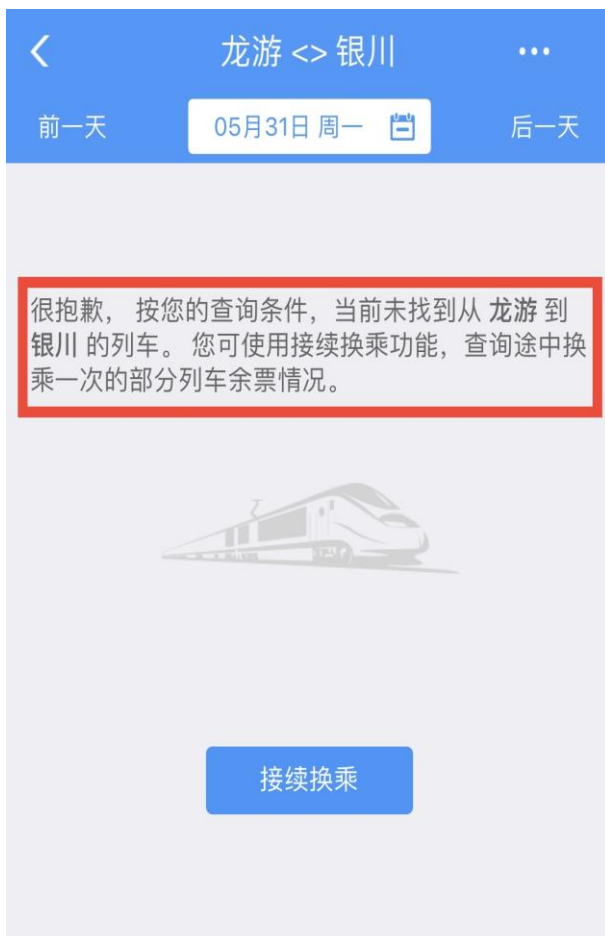 龙游 <> 银川
前一天
05月31日 周一
后一天
很抱歉， 按您的查询条件，当前未找到从 龙游 到
银川 的列车。 您可使用接续换乘功能，查询途中换
乘一次的部分列车余票情况。
接续换乘